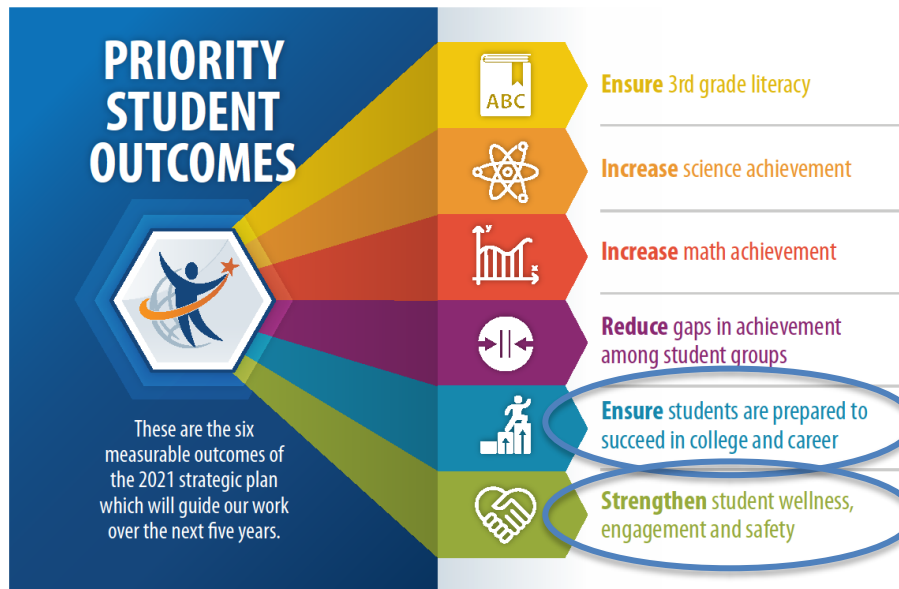 PRIORITY
STUDENT
OUTCOMES
These are the six
measurable outcomes of
the 2021 strategic plan
which will guide our work
over the next five years.
ABC
Ensure 3rd grade literacy
Increase science achievement
y
x
Increase math achievement
Reduce gaps in achievement
among student groups
Ensure students are prepared to
succeed in college and career
Strengthen student wellness,
engagement and safety